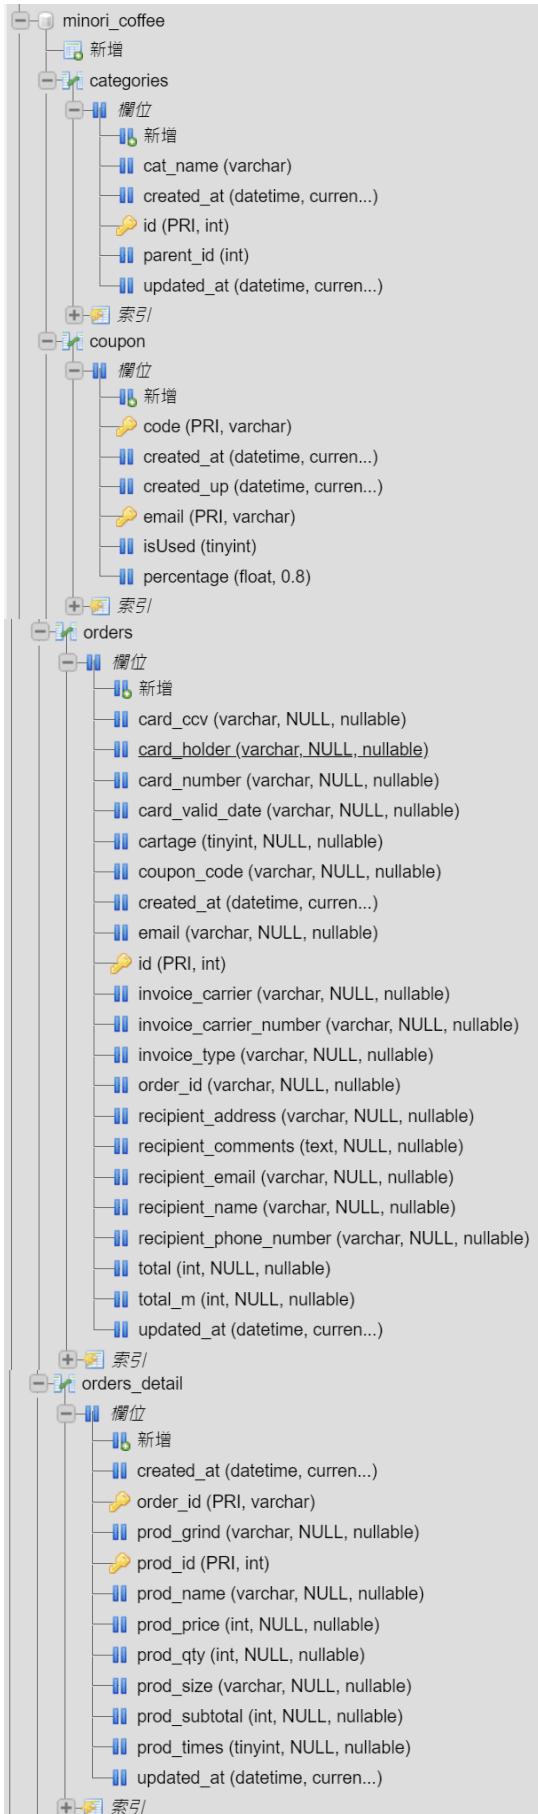 minori_coffee
新增
categories
欄位
新增
cat_name (varchar)
created_at (datetime, curren...)
id (PRI, int)
parent_id (int)
updated_at (datetime, curren...)
索引
coupon
欄位
新增
code (PRI, varchar)
created_at (datetime, curren...)
created_up (datetime, curren...)
email (PRI, varchar)
isUsed (tinyint)
percentage (float, 0.8)
索引
orders
欄位
新增
card_ccv (varchar, NULL, nullable)
card_holder (varchar, NULL, nullable)
card_number (varchar, NULL, nullable)
card_valid_date (varchar, NULL, nullable)
cartage (tinyint, NULL, nullable)
coupon_code (varchar, NULL, nullable)
created_at (datetime, curren...)
email (varchar, NULL, nullable)
id (PRI, int)
invoice_carrier (varchar, NULL, nullable)
invoice_carrier_number (varchar, NULL, nullable)
invoice_type (varchar, NULL, nullable)
order_id (varchar, NULL, nullable)
recipient_address (varchar, NULL, nullable)
recipient_comments (text, NULL, nullable)
recipient_email (varchar, NULL, nullable)
recipient_name (varchar, NULL, nullable)
recipient_phone_number (varchar, NULL, nullable)
total (int, NULL, nullable)
total_m (int, NULL, nullable)
updated_at (datetime, curren...)
索引
orders_detail
欄位
新增
created_at (datetime, curren...)
order_id (PRI, varchar)
prod_grind (varchar, NULL, nullable)
prod_id (PRI, int)
prod_name (varchar, NULL, nullable)
prod_price (int, NULL, nullable)
prod_qty (int, NULL, nullable)
prod_size (varchar, NULL, nullable)
prod_subtotal (int, NULL, nullable)
prod_times (tinyint, NULL, nullable)
updated_at (datetime, curren...)
索引